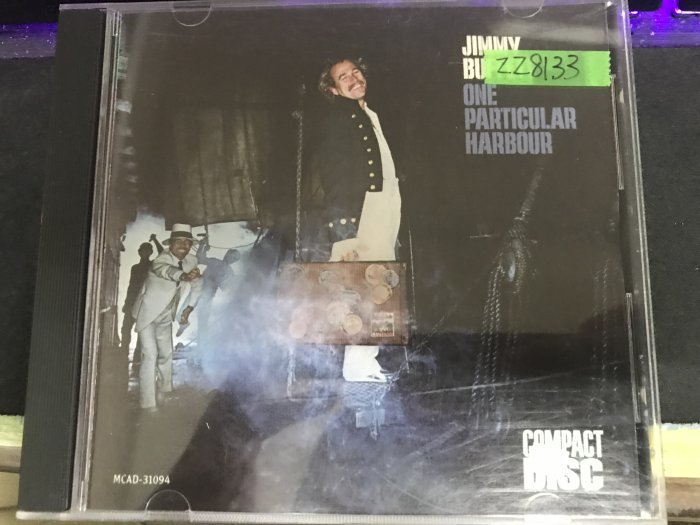 JIMMY
BU
ZZ8133
ONE
PARTICULAR
HARBOUR
COMPACT
DISC
MCAD-31094